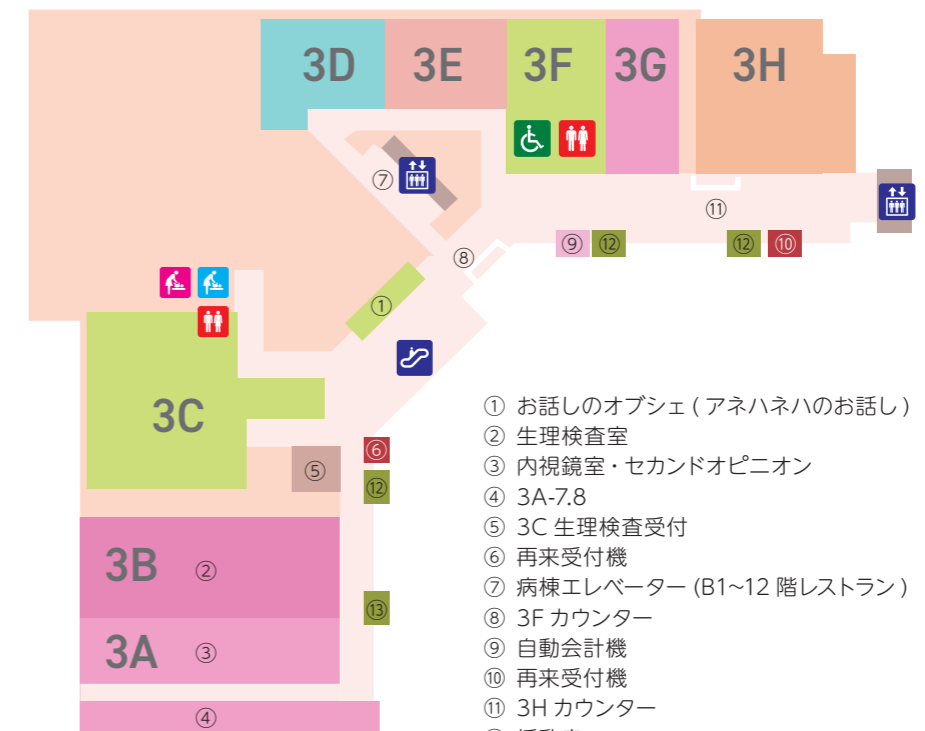 3D
3E
3F
3G
3H
⑦
⑪
⑨
⑫
⑫
⑩
⑧
①
3C
⑥
⑤
⑫
3B
②
⑬
3A
③
④
① お話しのオブシェ ( アネハネハのお話し )
② 生理検査室
③ 内視鏡室・セカンドオピニオン
④ 3A-7.8
⑤ 3C 生理検査受付
⑥ 再来受付機
⑦ 病棟エレベーター (B1~12 階レストラン )
⑧ 3F カウンター
⑨ 自動会計機
⑩ 再来受付機
⑪ 3H カウンター